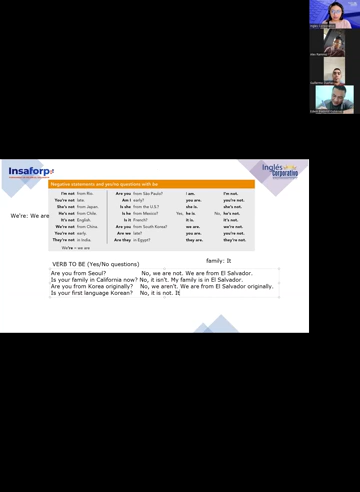 Insaforp
Inglés
Corporativo
Negative statements and yes/no questions with be
I'm not from Rio. Are you from São Paulo? I am. I'm not.
You're not late. Am I early? you are. you're not.
She's not from Japan. Is she from the U.S.? she is. she's not.
He's not from Chile. Is he from Mexico? Yes, he is. No, he's not.
It's not English. Is it French? it is. it's not.
We're not from China. Are you from South Korea? we are. we're not.
You're not early. Are we late? you are. you're not.
They're not in India. Are they in Egypt? they are. they're not.
We're = we are
We're: We are
family: It
VERB TO BE (Yes/No questions)
Are you from Seoul? No, we are not. We are from El Salvador.
Is your family in California now? No, it isn't. My family is in El Salvador.
Are you from Korea originally? No, we aren't. We are from El Salvador originally.
Is your first language Korean? No, it is not. It